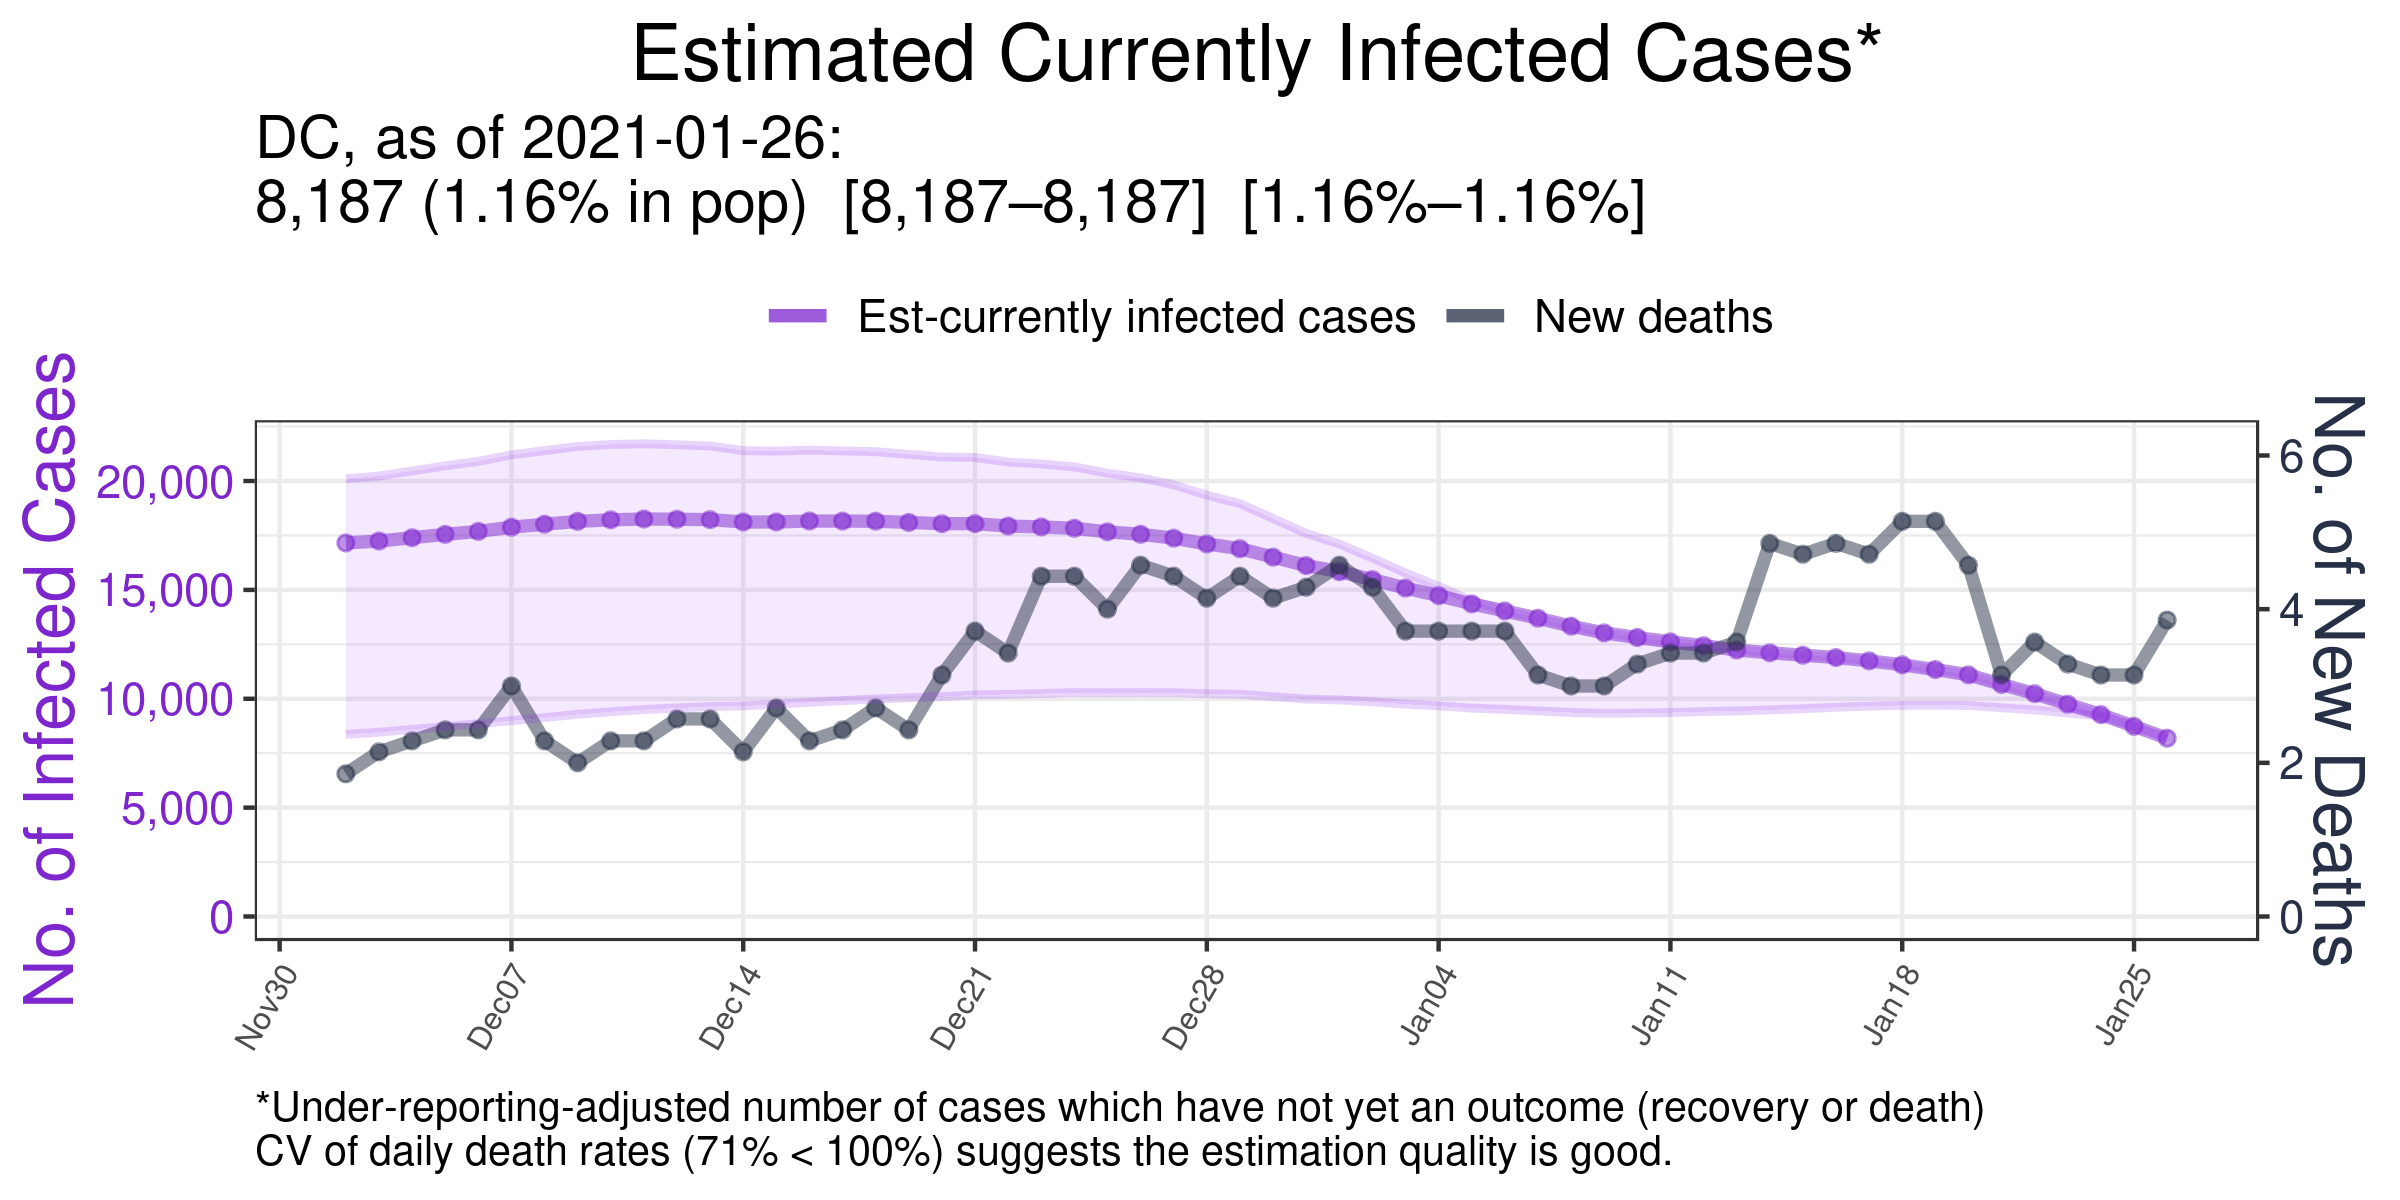 Estimated Currently Infected Cases*
DC, as of 2021-01-26:
8,187 (1.16% in pop)  [8,187–8,187]  [1.16%–1.16%]
Est-currently infected cases
New deaths
No. of Infected Cases
20,000
15,000
10,000
5,000
0
No. of New Deaths
6
4
2
0
Nov30
Dec07
Dec14
Dec21
Dec28
Jan04
Jan11
Jan18
Jan25
*Under-reporting-adjusted number of cases which have not yet an outcome (recovery or death)
CV of daily death rates (71% < 100%) suggests the estimation quality is good.